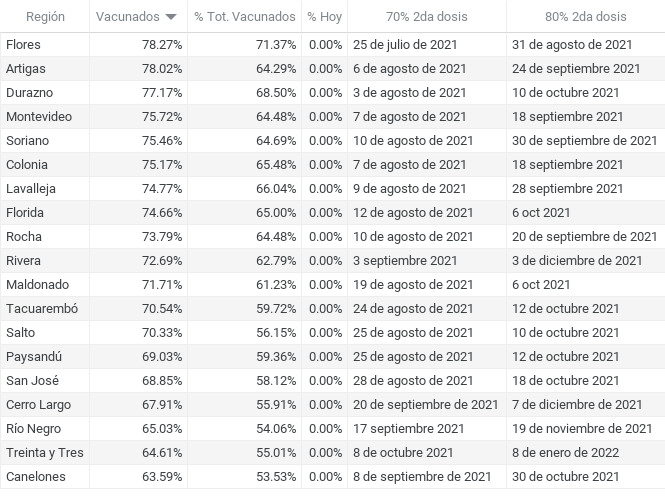 Región Vacunados % Tot. Vacunados % Hoy 70% 2da dosis 80% 2da dosis
Flores 78.27% 71.37% 0.00% 25 de julio de 2021 31 de agosto de 2021
Artigas 78.02% 64.29% 0.00% 6 de agosto de 2021 24 de septiembre 2021
Durazno 77.17% 68.50% 0.00% 3 de agosto de 2021 10 de octubre 2021
Montevideo 75.72% 64.48% 0.00% 7 de agosto de 2021 18 septiembre 2021
Soriano 75.46% 64.69% 0.00% 10 de agosto de 2021 30 de septiembre de 2021
Colonia 75.17% 65.48% 0.00% 7 de agosto de 2021 18 septiembre 2021
Lavalleja 74.77% 66.04% 0.00% 9 de agosto de 2021 28 septiembre 2021
Florida 74.66% 65.00% 0.00% 12 de agosto de 2021 6 oct 2021
Rocha 73.79% 64.48% 0.00% 10 de agosto de 2021 20 de septiembre de 2021
Rivera 72.69% 62.79% 0.00% 3 septiembre 2021 3 de diciembre de 2021
Maldonado 71.71% 61.23% 0.00% 19 de agosto de 2021 6 oct 2021
Tacuarembó 70.54% 59.72% 0.00% 24 de agosto de 2021 12 de octubre 2021
Salto 70.33% 56.15% 0.00% 25 de agosto de 2021 10 de octubre 2021
Paysandú 69.03% 59.36% 0.00% 25 de agosto de 2021 12 de octubre 2021
San José 68.85% 58.12% 0.00% 28 de agosto de 2021 18 de octubre 2021
Cerro Largo 67.91% 55.91% 0.00% 20 de septiembre de 2021 7 de diciembre de 2021
Río Negro 65.03% 54.06% 0.00% 17 septiembre 2021 19 de noviembre de 2021
Treinta y Tres 64.61% 55.01% 0.00% 8 de octubre de 2021 8 de enero de 2022
Canelones 63.59% 53.53% 0.00% 8 de septiembre de 2021 30 de octubre 2021